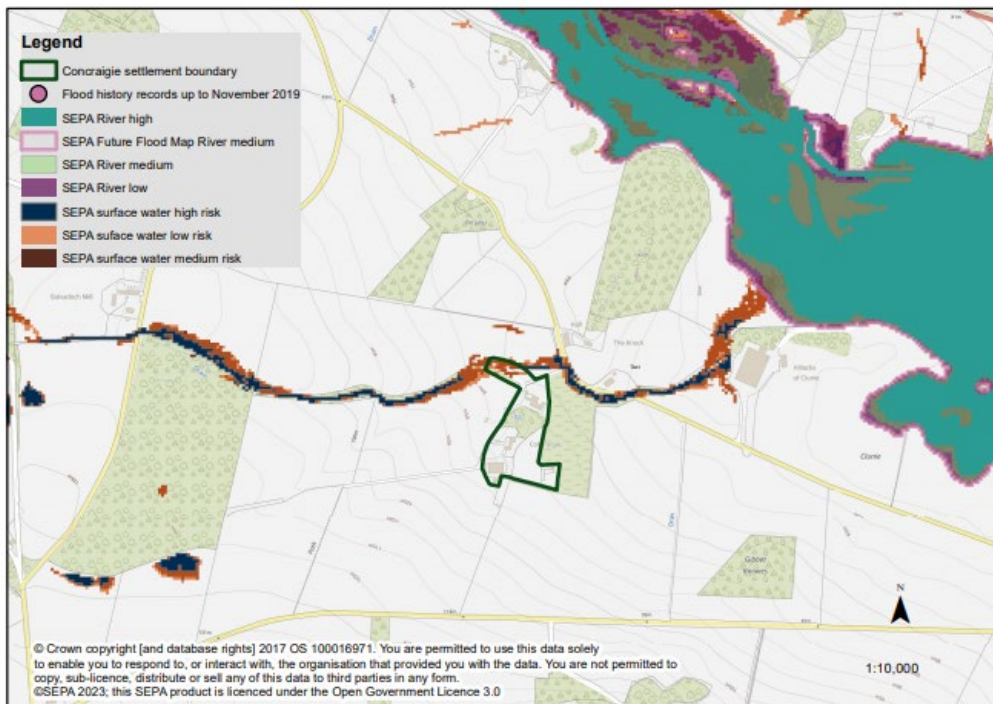 Legend
Concraigie settlement boundary
Flood history records up to November 2019
SEPA River high
SEPA Future Flood Map River medium
SEPA River medium
SEPA River low
SEPA surface water high risk
SEPA suface water low risk
SEPA surface water medium risk
Drain
The Knock
Hillocks
of Clunie
Clunie
Drain
N
© Crown copyright [and database rights] 2017 OS 100016971. You are permitted to use this data solely
to enable you to respond to, or interact with, the organisation that provided you with the data. You are not permitted to
copy, sub-licence, distribute or sell any of this data to third parties in any form.
©SEPA 2023; this SEPA product is licenced under the Open Government Licence 3.0
1:10,000